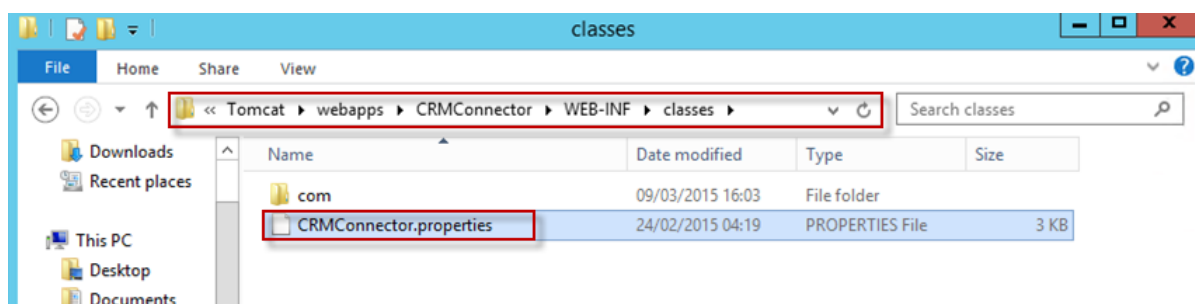 classes
File Home Share View
« Tomcat webapps CRMConnector WEB-INF classes Search classes
Downloads Name Date modified Type Size
Recent places
com 09/03/2015 16:03 File folder
CRMConnector.properties 24/02/2015 04:19 PROPERTIES File 3 KB
This PC
Desktop
Documents